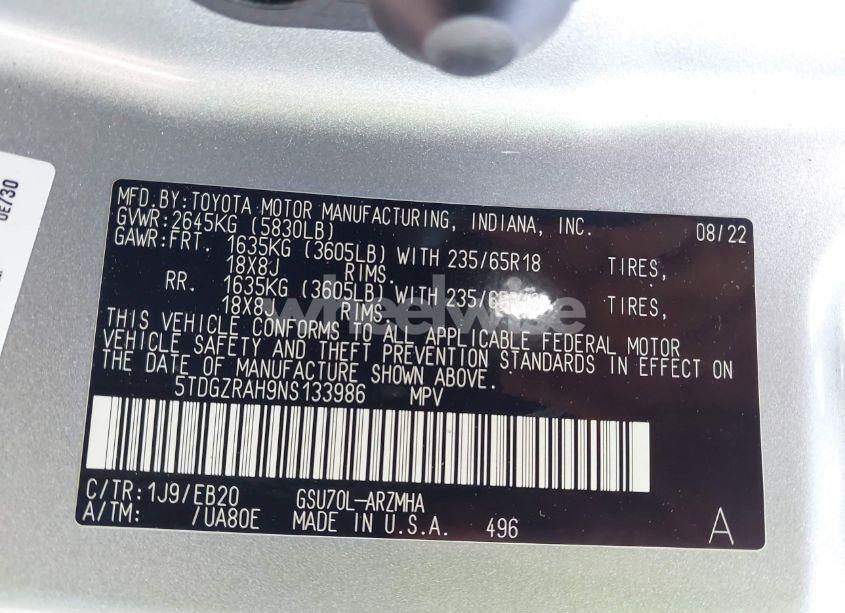 0E/30
MFD.BY:TOYOTA MOTOR MANUFACTURING, INDIANA, INC. 08/22
GVWR:2645KG (5830LB)
GAWR:FRT. 1635KG (3605LB) WITH 235/65R18 TIRES,
18X8J RIMS.
RR. 1635KG (3605LB) WITH TIRES,
18X8J RIMS.
wheelwise
THIS VEHICLE CONFORMS TO ALL APPLICABLE FEDERAL MOTOR
VEHICLE SAFETY AND THEFT PREVENTION STANDARDS IN EFFECT ON
THE DATE OF MANUFACTURE SHOWN ABOVE.
5TDGZRAH9NS133986 MPV
C/TR:1J9/EB20 GSU70L-ARZMHA
A/TM: /UA80E MADE IN U.S.A. 496 A